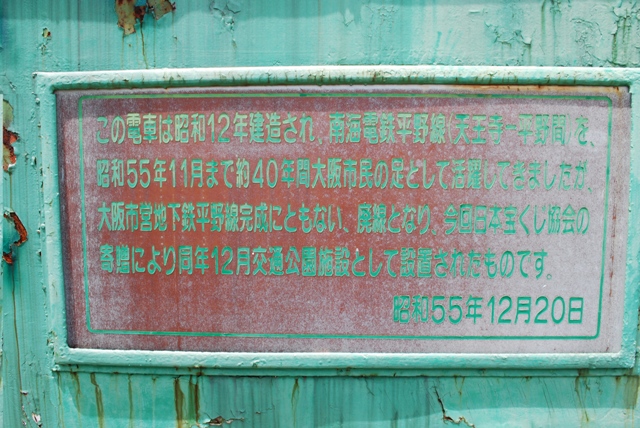 この電車は昭和12年建造され、南海電鉄平野線(天王寺ー平野間)を、
昭和55年11月まで約40年間大阪市民の足として活躍してきましたが、
大阪市営地下鉄平野線完成にともない、廃線となり、今回日本宝くじ協会の
寄贈により同年12月交通公園施設として設置されたものです。
昭和55年12月20日